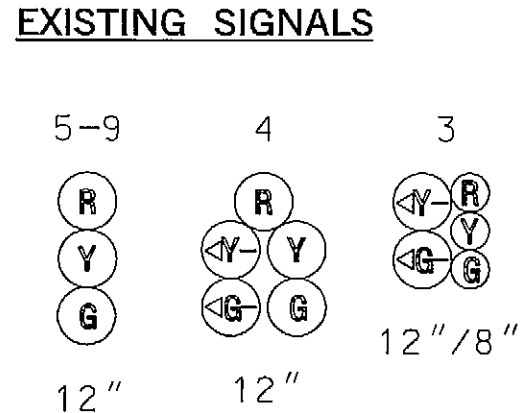 EXISTING SIGNALS
5-9 4 3
R
Y
G
12"
R
Y Y
G G
12"
Y R
Y
G G
12"/8"